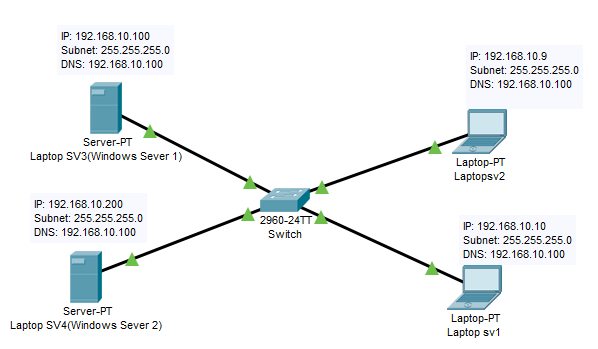 IP: 192.168.10.100
Subnet: 255.255.255.0
DNS: 192.168.10.100
Server-PT
Laptop SV3(Windows Sever 1)
IP: 192.168.10.9
Subnet: 255.255.255.0
DNS: 192.168.10.100
Laptop-PT
Laptopsv2
2960-24TT
Switch
IP: 192.168.10.200
Subnet: 255.255.255.0
DNS: 192.168.10.100
Server-PT
Laptop SV4(Windows Sever 2)
IP: 192.168.10.10
Subnet: 255.255.255.0
DNS: 192.168.10.100
Laptop-PT
Laptop sv1